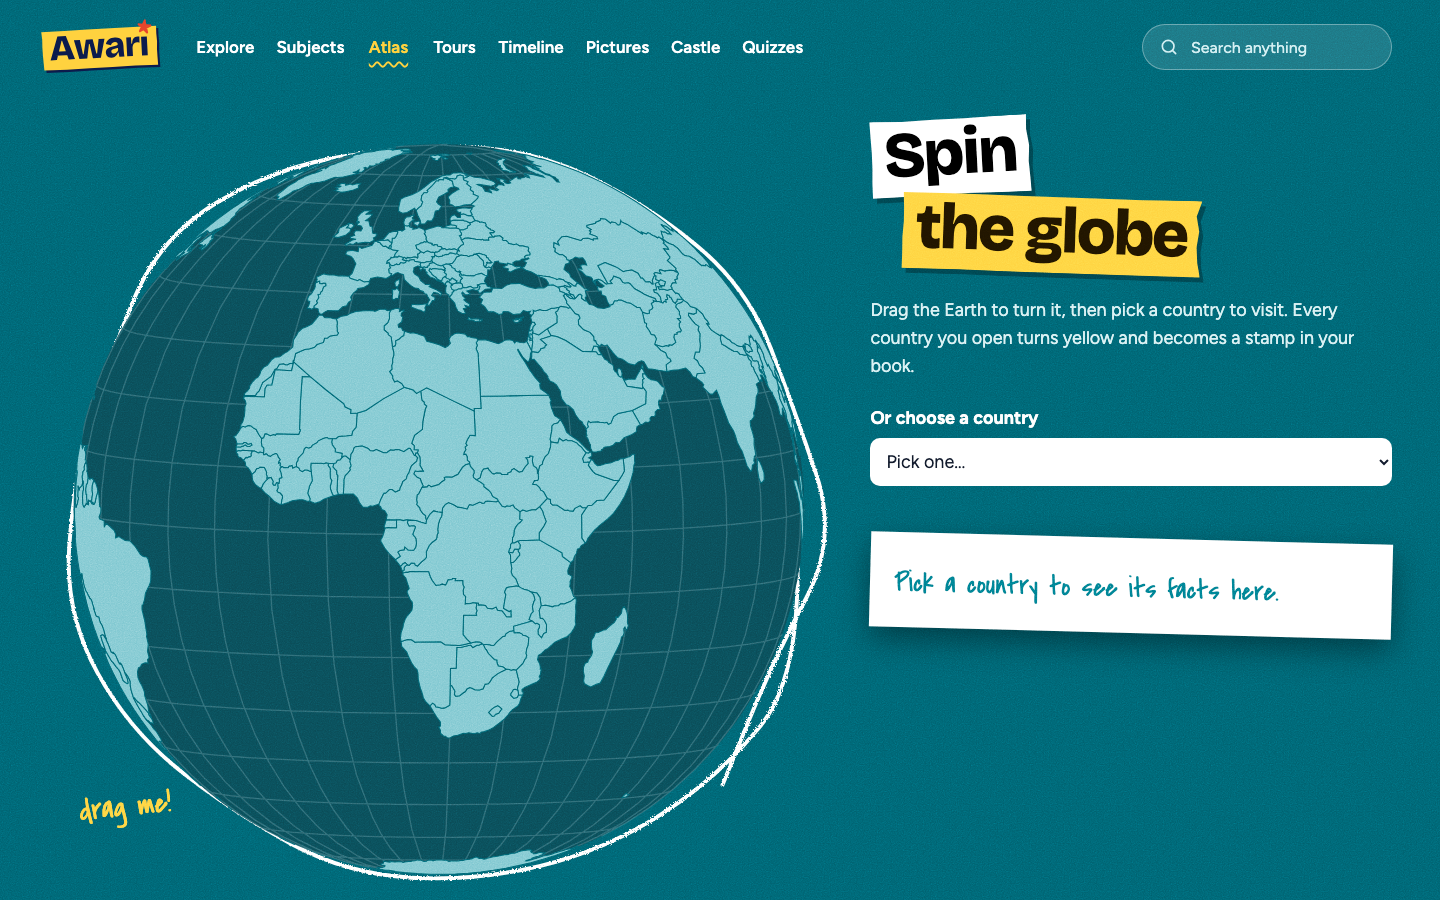 Awari
Explore Subjects Atlas Tours Timeline Pictures Castle Quizzes
Search anything
Spin
the globe
Drag the Earth to turn it, then pick a country to visit. Every
country you open turns yellow and becomes a stamp in your
book.
Or choose a country
Pick one...
Pick a country to see its facts here.
drag me!